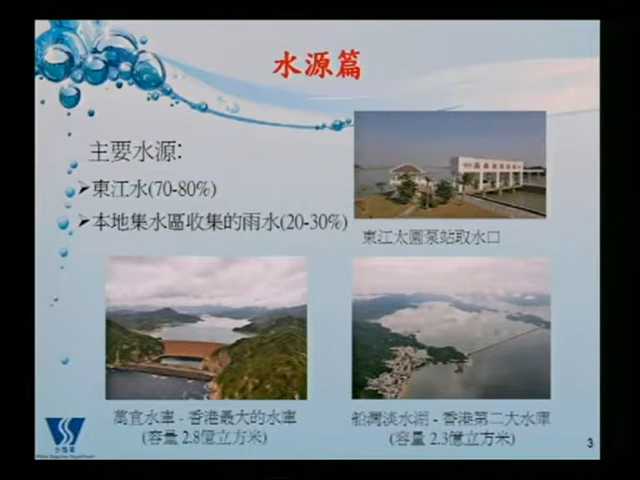 水源篇
主要水源:
➢東江水(70-80%)
➢本地集水區收集的雨水(20-30%)
東江太園泵站取水口
萬宜水庫 - 香港最大的水庫
(容量 2.8億立方米)
船灣淡水湖 - 香港第二大水庫
(容量 2.3億立方米)
3